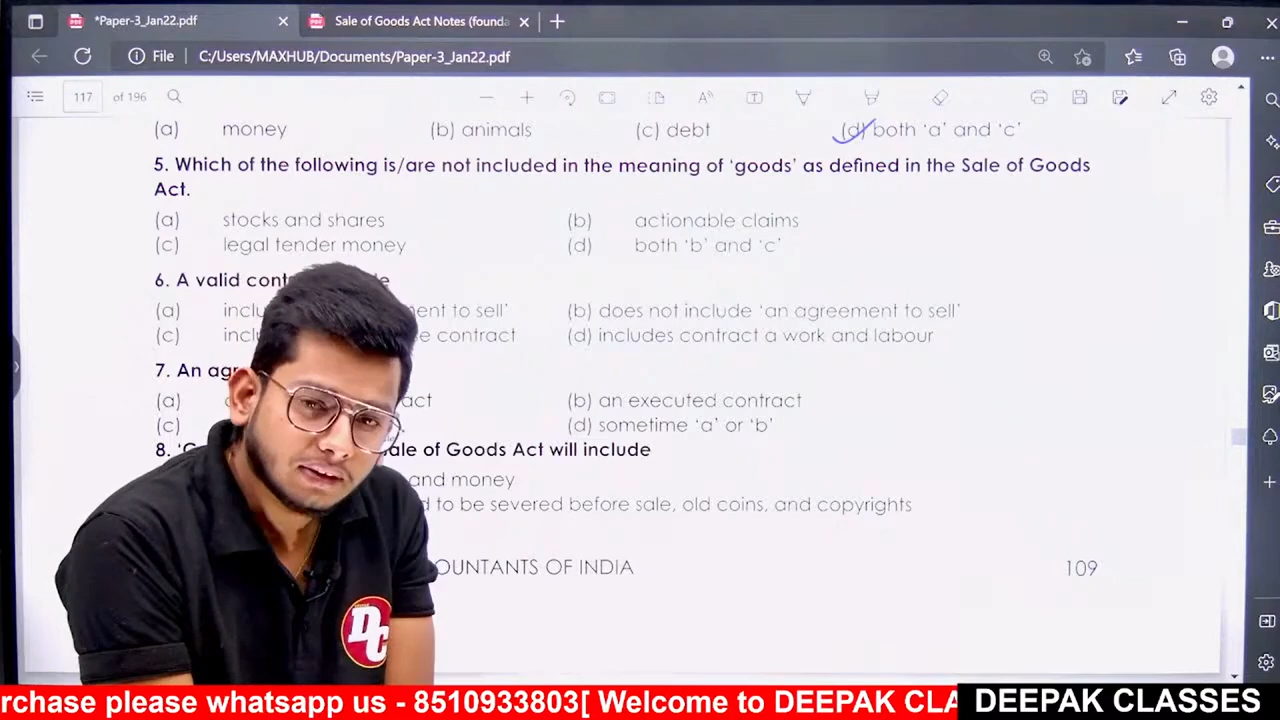 *Paper-3_Jan22.pdf
Sale of Goods Act Notes (founda
File C:/Users/MAXHUB/Documents/Paper-3_Jan22.pdf
117 of 196
(a) money (b) animals (c) debt (d) both ‘a’ and ‘c’
5. Which of the following is/are not included in the meaning of ‘goods’ as defined in the Sale of Goods
Act.
(a) stocks and shares (b) actionable claims
(c) legal tender money (d) both ‘b’ and ‘c’
6. A valid
(a) to sell’ (b) does not include ‘an agreement to sell’
(c) contract (d) includes contract a work and labour
7. An
(a) (b) an executed contract
(c) (d) sometime ‘a’ or ‘b’
8. of Goods Act will include
and money
to be severed before sale, old coins, and copyrights
OF INDIA 109
DC
rchase please whatsapp us - 8510933803[ Welcome to DEEPAK CLA
DEEPAK CLASSES